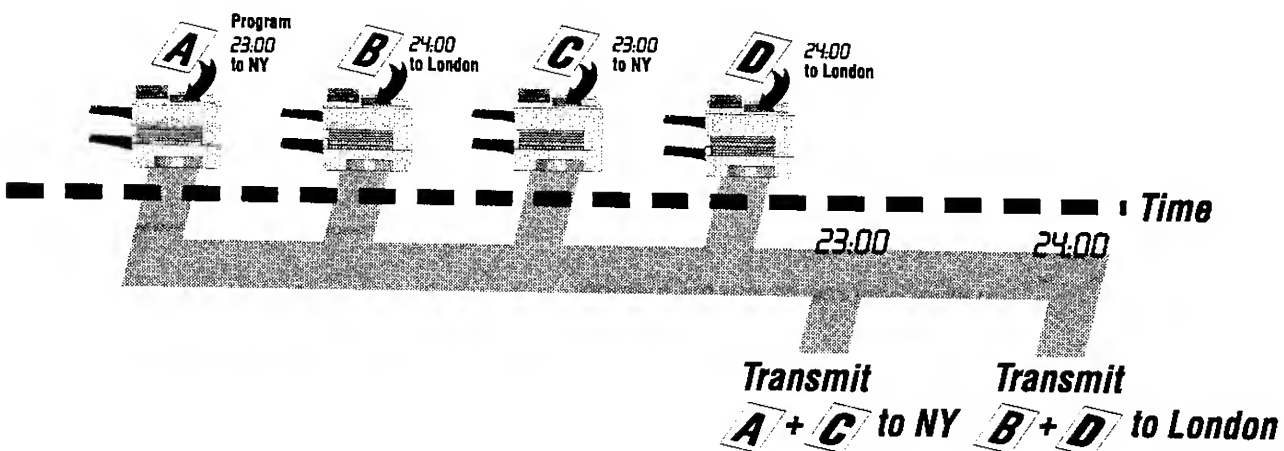 Program
A 23:00 to NY
B 24:00 to London
C 23:00 to NY
D 24:00 to London
Time
23:00 24:00
Transmit Transmit
A + C to NY B + D to London